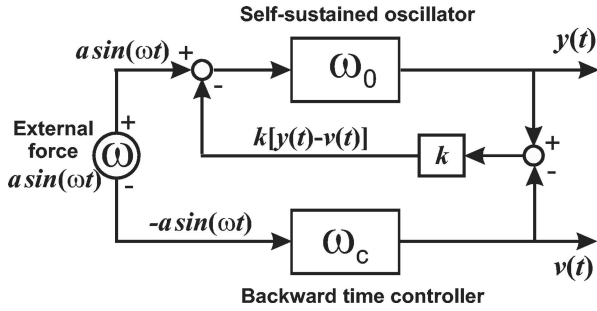 Self-sustained oscillator
a sin(ωt) + y(t)
ω0
-
k[y(t)-v(t)]
k
+
-
External
force
a sin(ωt)
+
ω
-
-a sin(ωt)
ωc
v(t)
Backward time controller